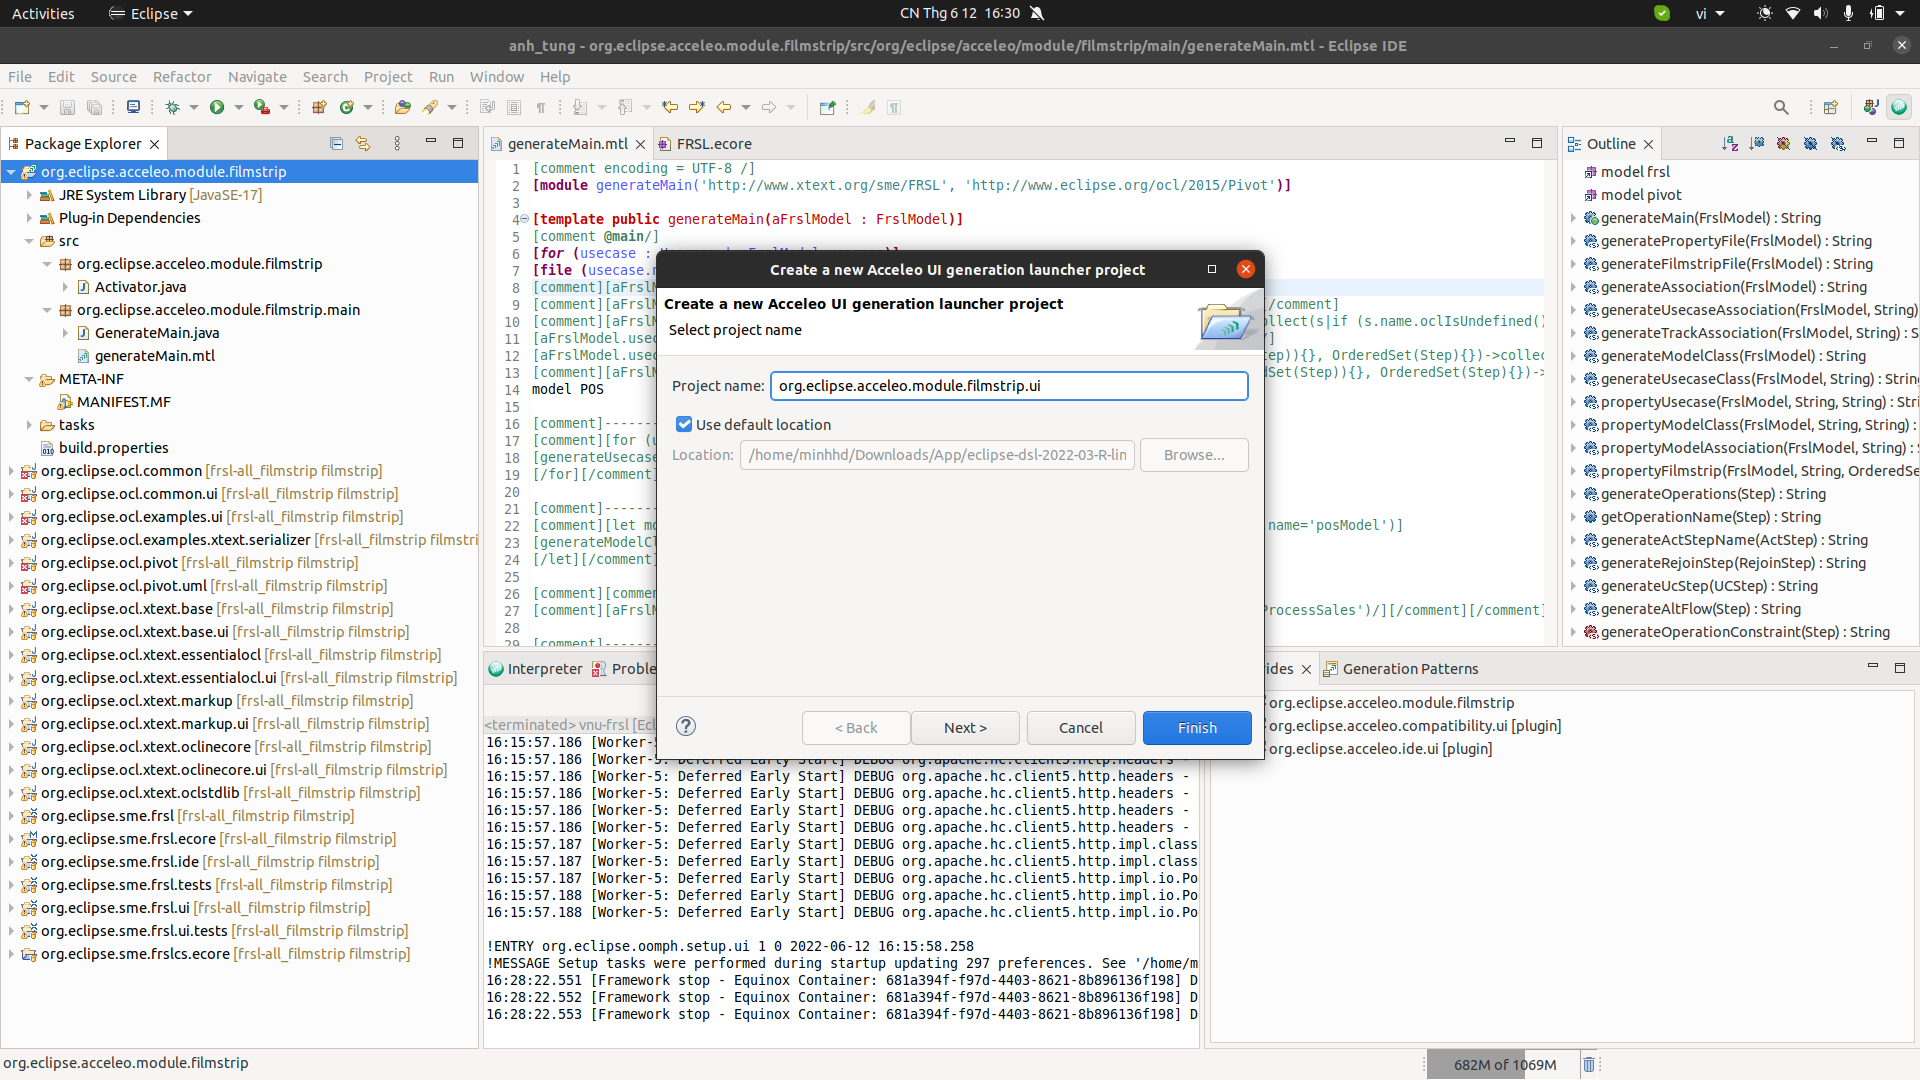 Activities
Eclipse
CN Thg 6 12 16:30
vi
anh_tung - org.eclipse.acceleo.module.filmstrip/src/org/eclipse/acceleo/module/filmstrip/main/generateMain.mtl - Eclipse IDE
File Edit Source Refactor Navigate Search Project Run Window Help
Package Explorer
org.eclipse.acceleo.module.filmstrip
JRE System Library [JavaSE-17]
Plug-in Dependencies
src
org.eclipse.acceleo.module.filmstrip
Activator.java
org.eclipse.acceleo.module.filmstrip.main
GenerateMain.java
generateMain.mtl
META-INF
MANIFEST.MF
tasks
build.properties
org.eclipse.ocl.common [frsl-all_filmstrip filmstrip]
org.eclipse.ocl.common.ui [frsl-all_filmstrip filmstrip]
org.eclipse.ocl.examples.ui [frsl-all_filmstrip filmstrip]
org.eclipse.ocl.examples.xtext.serializer [frsl-all_filmstrip filmstri
org.eclipse.ocl.pivot [frsl-all_filmstrip filmstrip]
org.eclipse.ocl.pivot.uml [frsl-all_filmstrip filmstrip]
org.eclipse.ocl.xtext.base [frsl-all_filmstrip filmstrip]
org.eclipse.ocl.xtext.base.ui [frsl-all_filmstrip filmstrip]
org.eclipse.ocl.xtext.essentialocl [frsl-all_filmstrip filmstrip]
org.eclipse.ocl.xtext.essentialocl.ui [frsl-all_filmstrip filmstrip]
org.eclipse.ocl.xtext.markup [frsl-all_filmstrip filmstrip]
org.eclipse.ocl.xtext.markup.ui [frsl-all_filmstrip filmstrip]
org.eclipse.ocl.xtext.oclinecore [frsl-all_filmstrip filmstrip]
org.eclipse.ocl.xtext.oclinecore.ui [frsl-all_filmstrip filmstrip]
org.eclipse.ocl.xtext.oclstdlib [frsl-all_filmstrip filmstrip]
org.eclipse.sme.frsl [frsl-all_filmstrip filmstrip]
org.eclipse.sme.frsl.ecore [frsl-all_filmstrip filmstrip]
org.eclipse.sme.frsl.ide [frsl-all_filmstrip filmstrip]
org.eclipse.sme.frsl.tests [frsl-all_filmstrip filmstrip]
org.eclipse.sme.frsl.ui [frsl-all_filmstrip filmstrip]
org.eclipse.sme.frsl.ui.tests [frsl-all_filmstrip filmstrip]
org.eclipse.sme.frslcs.ecore [frsl-all_filmstrip filmstrip]
generateMain.mtl
FRSL.ecore
1 [comment encoding = UTF-8 /]
2 [module generateMain('http://www.xtext.org/sme/FRSL', 'http://www.eclipse.org/ocl/2015/Pivot')]
3
4 [template public generateMain(aFrslModel : FrslModel)]
5 [comment @main/]
6 [for (usecase :
7 [file (usecase.
8 [comment][aFrslM
9 [comment][aFrslM /comment]
10 [comment][aFrslM ollect(s|if (s.name.oclIsUndefined()
11 [aFrslModel.usec /]
12 [aFrslModel.usec tep)){}, OrderedSet(Step){})->collec
13 [comment][aFrslM dSet(Step)){}, OrderedSet(Step){})->
14 model POS
15
16 [comment]-------
17 [comment][for (u
18 [generateUsecase
19 [/for][/comment]
20
21 [comment]-------
22 [comment][let mo name='posModel')]
23 [generateModelCl
24 [/let][/comment]
25
26 [comment][commen
27 [comment][aFrslM ProcessSales')/][/comment][/comment]
28
29 [comment]-------
Create a new Acceleo UI generation launcher project
Create a new Acceleo UI generation launcher project
Select project name
Project name: org.eclipse.acceleo.module.filmstrip.ui
Use default location
Location: /home/minhhd/Downloads/App/eclipse-dsl-2022-03-R-lin
Browse...
< Back
Next >
Cancel
Finish
Outline
model frsl
model pivot
generateMain(FrslModel) : String
generatePropertyFile(FrslModel) : String
generateFilmstripFile(FrslModel) : String
generateAssociation(FrslModel) : String
generateUsecaseAssociation(FrslModel, String)
generateTrackAssociation(FrslModel, String) : S
generateModelClass(FrslModel) : String
generateUsecaseClass(FrslModel, String) : Strin
propertyUsecase(FrslModel, String, String) : St
propertyModelClass(FrslModel, String, String) :
propertyModelAssociation(FrslModel, String) :
propertyFilmstrip(FrslModel, String, OrderedSe
generateOperations(Step) : String
getOperationName(Step) : String
generateActStepName(ActStep) : String
generateRejoinStep(RejoinStep) : String
generateUcStep(UCStep) : String
generateAltFlow(Step) : String
generateOperationConstraint(Step) : String
Interpreter
Proble
<terminated> vnu-frsl [Ecl
16:15:57.186 [Worker-5
16:15:57.186 [Worker-5: Deferred Early Start] DEBUG org.apache.hc.client5.http.headers -
16:15:57.186 [Worker-5: Deferred Early Start] DEBUG org.apache.hc.client5.http.headers -
16:15:57.186 [Worker-5: Deferred Early Start] DEBUG org.apache.hc.client5.http.headers -
16:15:57.186 [Worker-5: Deferred Early Start] DEBUG org.apache.hc.client5.http.headers -
16:15:57.186 [Worker-5: Deferred Early Start] DEBUG org.apache.hc.client5.http.headers -
16:15:57.187 [Worker-5: Deferred Early Start] DEBUG org.apache.hc.client5.http.impl.class
16:15:57.187 [Worker-5: Deferred Early Start] DEBUG org.apache.hc.client5.http.impl.class
16:15:57.187 [Worker-5: Deferred Early Start] DEBUG org.apache.hc.client5.http.impl.io.Po
16:15:57.188 [Worker-5: Deferred Early Start] DEBUG org.apache.hc.client5.http.impl.io.Po
16:15:57.188 [Worker-5: Deferred Early Start] DEBUG org.apache.hc.client5.http.impl.io.Po
!ENTRY org.eclipse.oomph.setup.ui 1 0 2022-06-12 16:15:58.258
!MESSAGE Setup tasks were performed during startup updating 297 preferences. See '/home/m
16:28:22.551 [Framework stop - Equinox Container: 681a394f-f97d-4403-8621-8b896136f198] D
16:28:22.552 [Framework stop - Equinox Container: 681a394f-f97d-4403-8621-8b896136f198] D
16:28:22.553 [Framework stop - Equinox Container: 681a394f-f97d-4403-8621-8b896136f198] D
ides
Generation Patterns
org.eclipse.acceleo.module.filmstrip
org.eclipse.acceleo.compatibility.ui [plugin]
org.eclipse.acceleo.ide.ui [plugin]
org.eclipse.acceleo.module.filmstrip
682M of 1069M